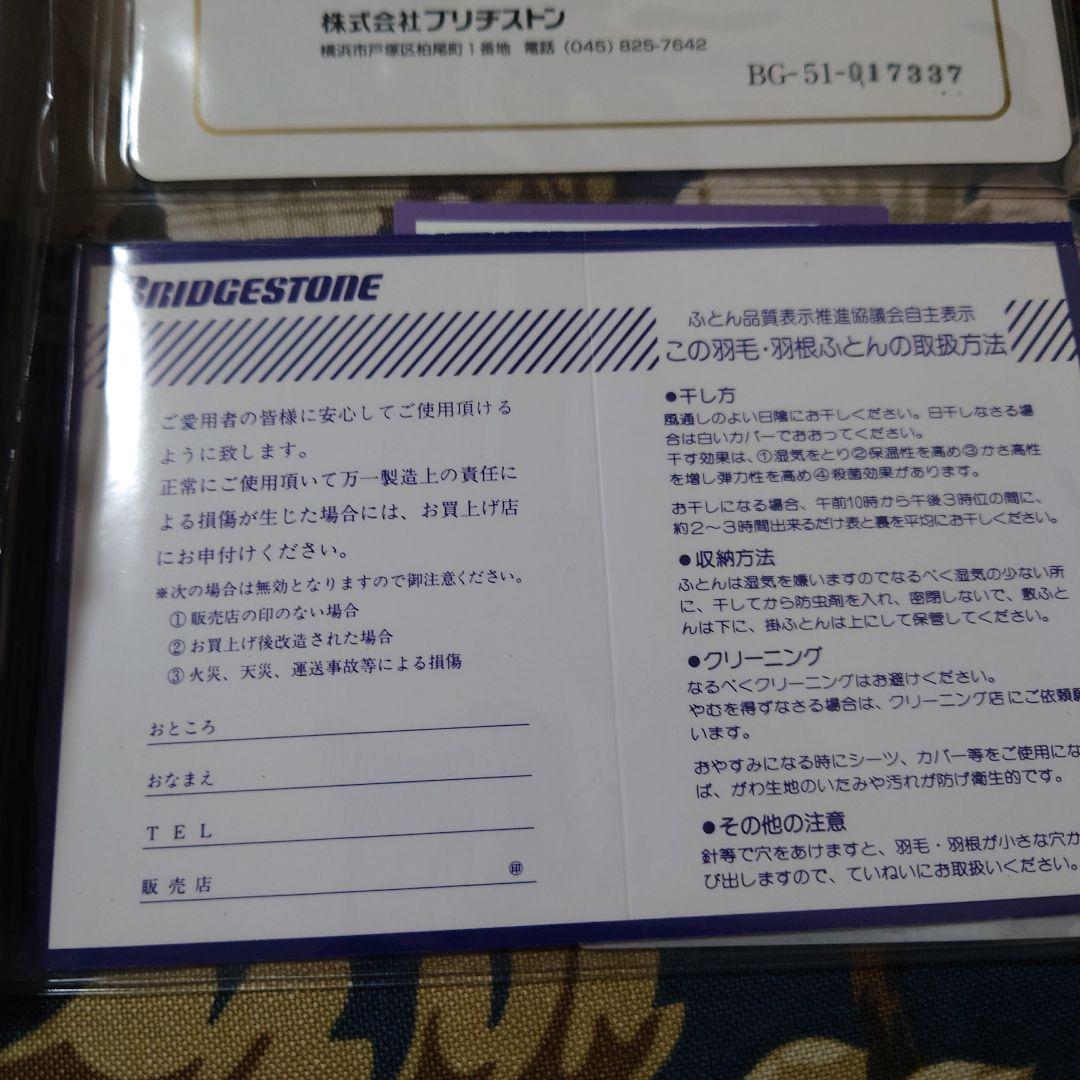 株式会社ブリヂストン
横浜市戸塚区柏尾町1番地 電話(045)825-7642
BG-51-017337
BRIDGESTONE
ご愛用者の皆様に安心してご使用頂ける
ように致します。
正常にご使用頂いて万一製造上の責任に
よる損傷が生じた場合には、お買上げ店
にお申付けください。
※次の場合は無効となりますので御注意ください。
①販売店の印のない場合
②お買上げ後改造された場合
③火災、天災、運送事故等による損傷
おところ
おなまえ
TEL
販売店 ㊞
ふとん品質表示推進協議会自主表示
この羽毛・羽根ふとんの取扱方法
●干し方
風通しのよい日陰にお干しください。日干しなさる場
合は白いカバーでおおってください。
干す効果は、①湿気をとり②保温性を高め③かさ高性
を増し弾力性を高め④殺菌効果があります。
お干しになる場合、午前10時から午後3時位の間に、
約2〜3時間出来るだけ表と裏を平均にお干しください。
●収納方法
ふとんは湿気を嫌いますのでなるべく湿気の少ない所
に、干してから防虫剤を入れ、密閉しないで、敷ふと
んは下に、掛ふとんは上にして保管してください。
●クリーニング
なるべくクリーニングはお避けください。
やむを得ずなさる場合は、クリーニング店にご依頼願
います。
おやすみになる時にシーツ、カバー等をご使用にな
ば、がわ生地のいたみや汚れが防げ衛生的です。
●その他の注意
針等で穴をあけますと、羽毛・羽根が小さな穴か
び出しますので、ていねいにお取扱いください。